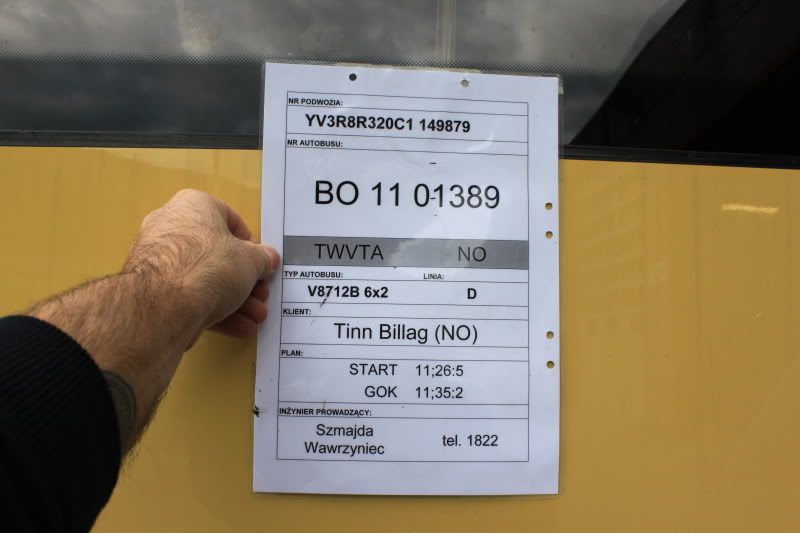 NR PODWOZIA:
YV3R8R320C1 149879
NR AUTOBUSU:
BO 11 01389
TWVTA NO
TYP AUTOBUSU: LINIA:
V8712B 6x2 D
KLIENT:
Tinn Billag (NO)
PLAN:
START 11;26:5
GOK 11;35:2
INŻYNIER PROWADZĄCY:
Szmajda
Wawrzyniec tel. 1822